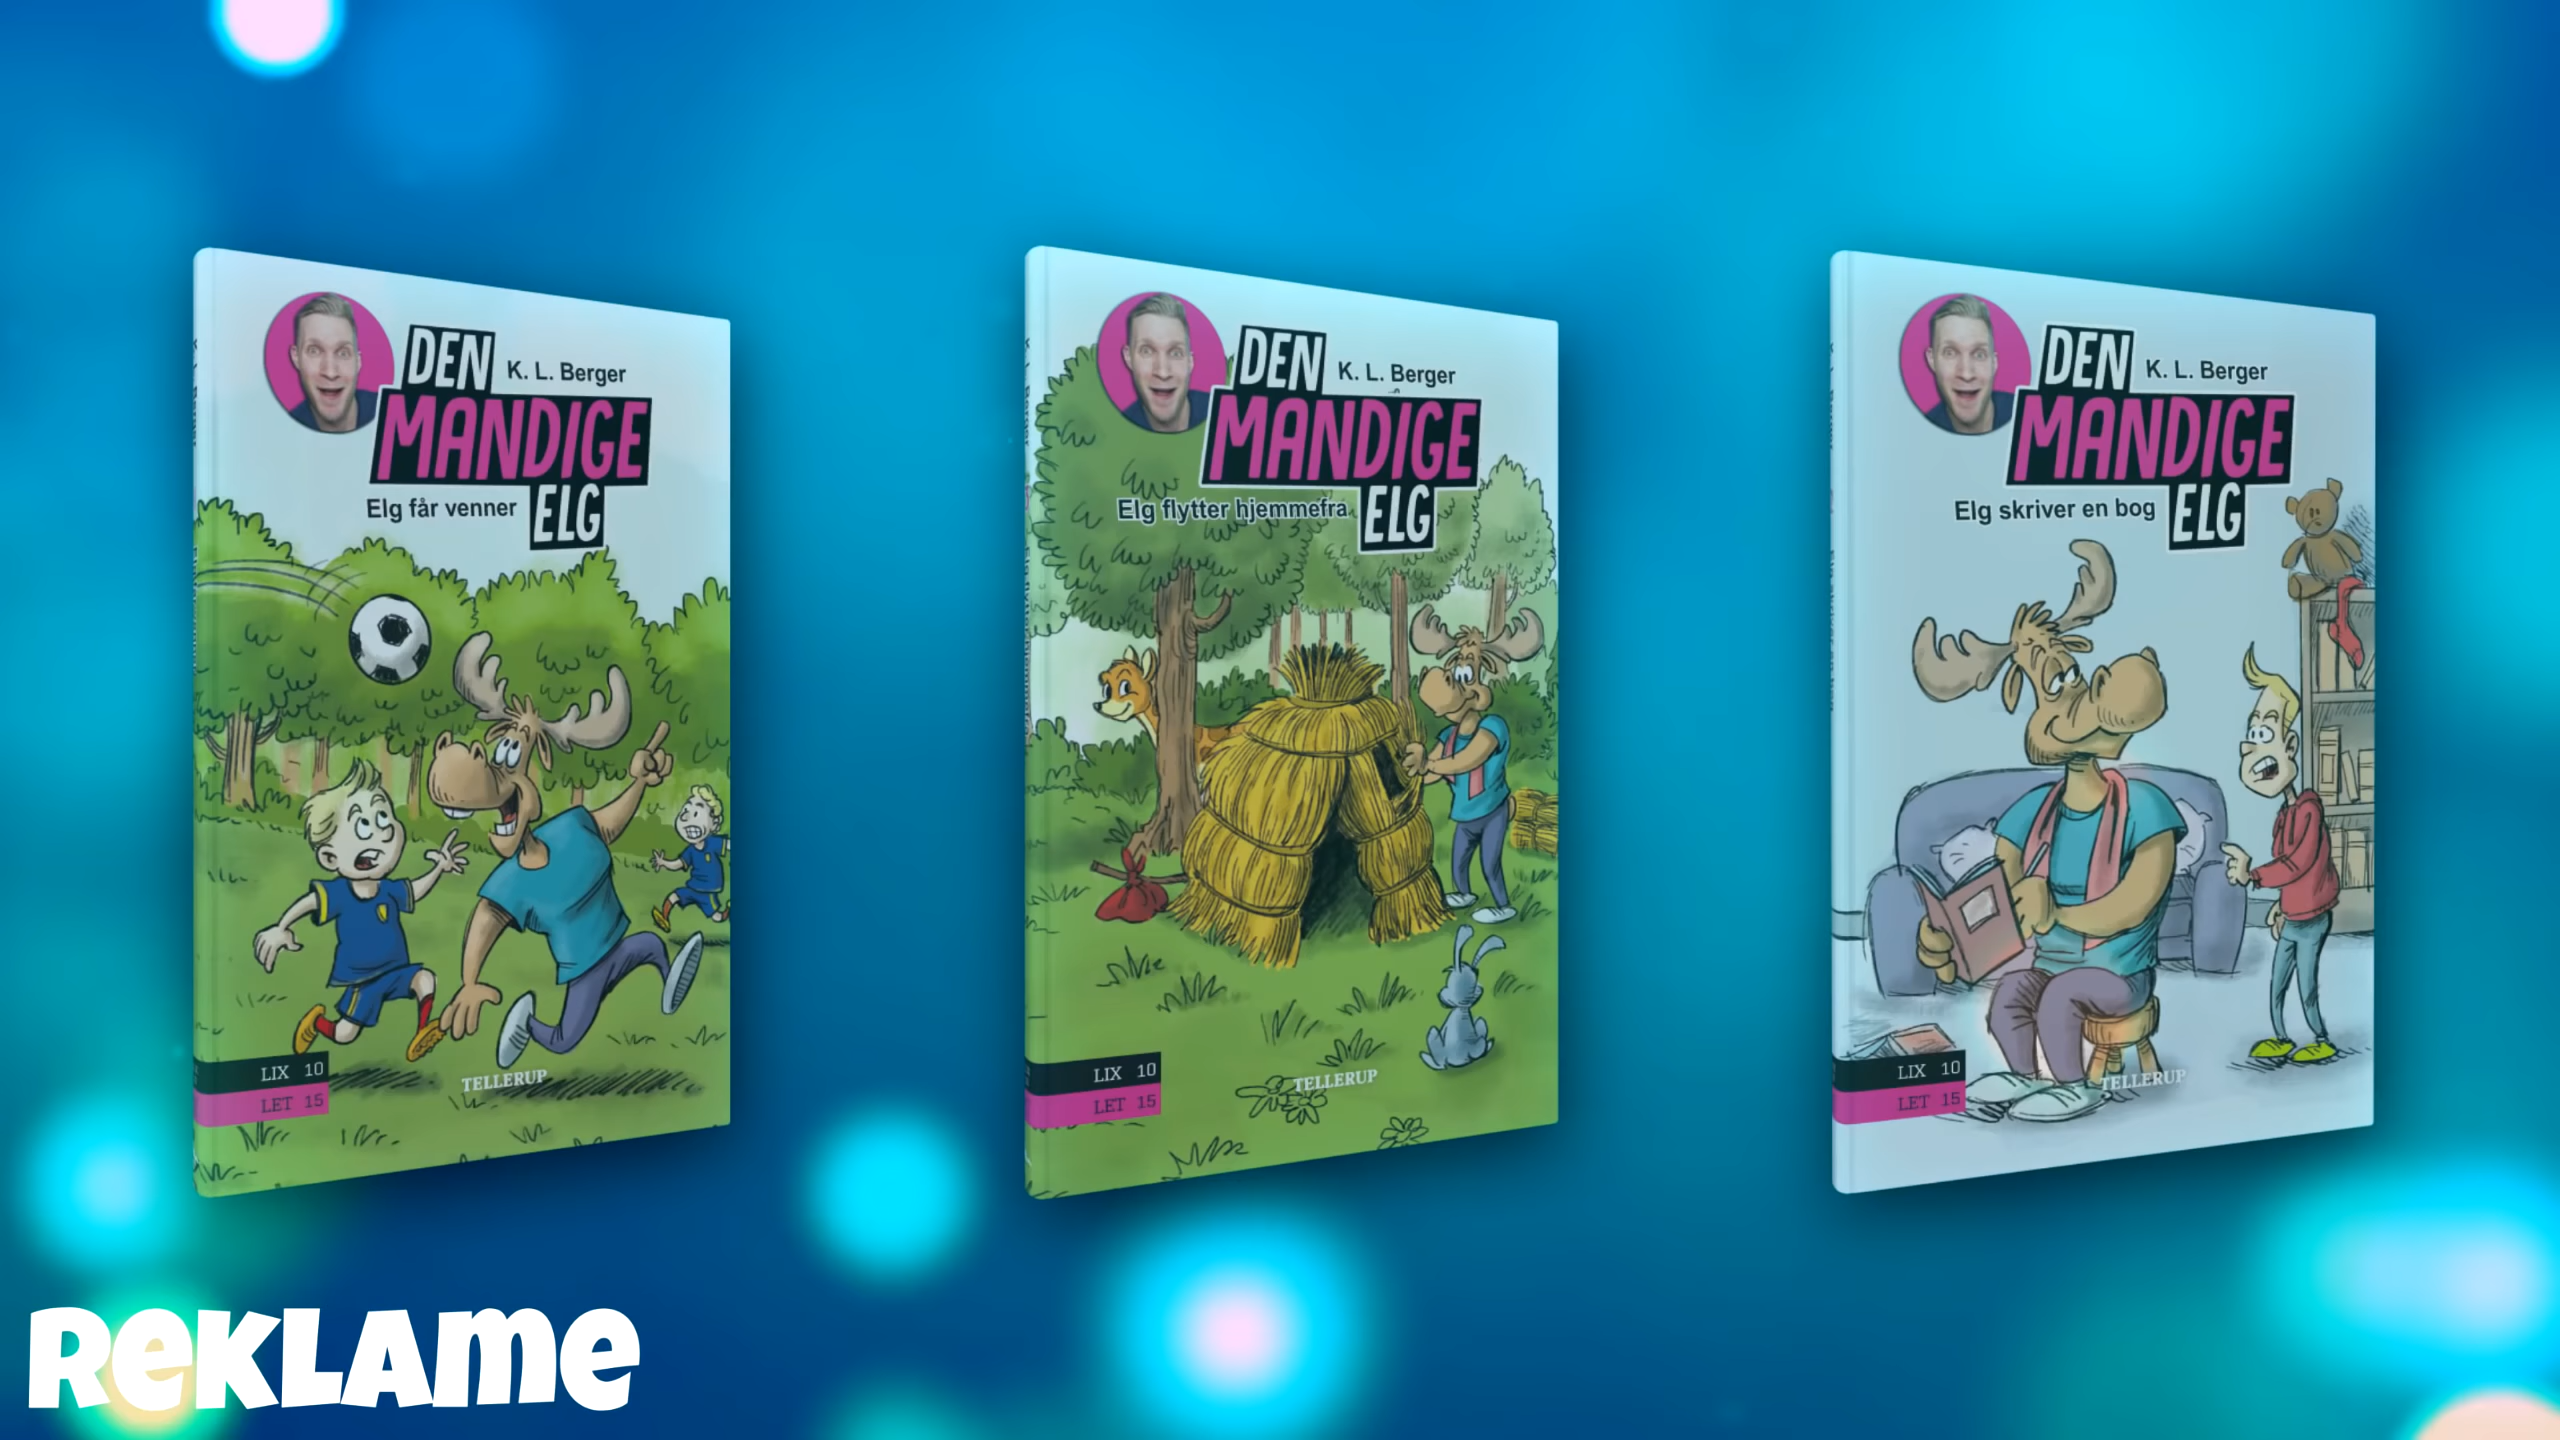 DEN
K. L. Berger
MANDIGE
Elg får venner
ELG
LIX 10
LET 15
TELLERUP
DEN
K. L. Berger
MANDIGE
Elg flytter hjemmefra
ELG
LIX 10
LET 15
TELLERUP
DEN
K. L. Berger
MANDIGE
Elg skriver en bog
ELG
LIX 10
LET 15
TELLERUP
REKLAME